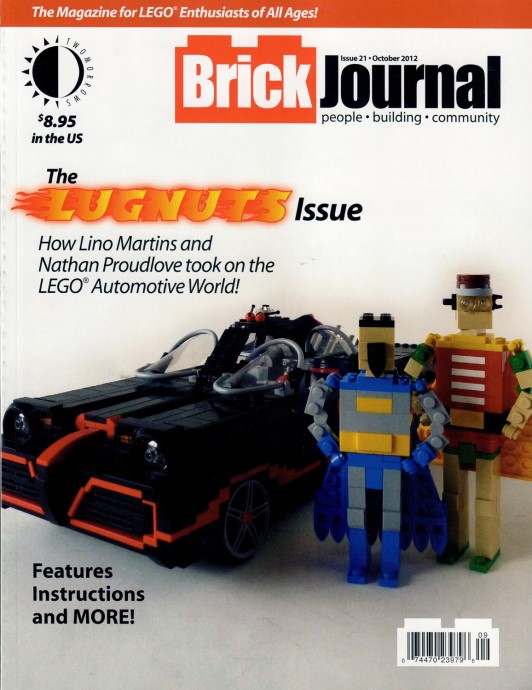 The Magazine for LEGO® Enthusiasts of All Ages!
TWOMORROWS
$8.95
in the US
Issue 21 • October 2012
Brick Journal
people • building • community
The
LUGNUTS Issue
How Lino Martins and
Nathan Proudlove took on the
LEGO® Automotive World!
Features
Instructions
and MORE!
09
0 74470 23979 6